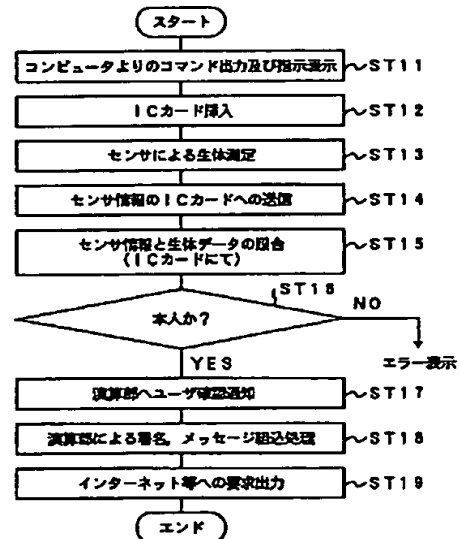 スタート
コンピュータよりのコマンド出力及び指示表示 ST11
ICカード挿入 ST12
センサによる生体測定 ST13
センサ情報のICカードへの送信 ST14
センサ情報と生体データの照合 ST15
(ICカードにて)
ST16
本人か?
NO
エラー表示
YES
演算部へユーザ確認通知 ST17
演算部による署名,メッセージ組込処理 ST18
インターネット等への要求出力 ST19
エンド